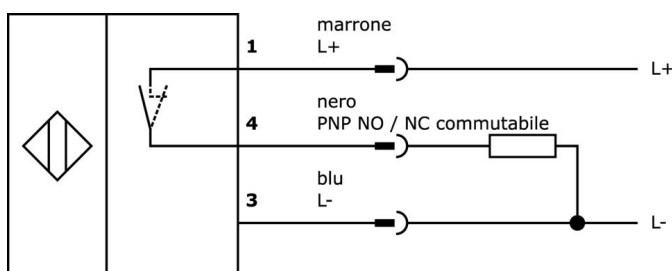 marrone
1 L+ L+
nero
4 PNP NO / NC commutabile
blu
3 L- L-